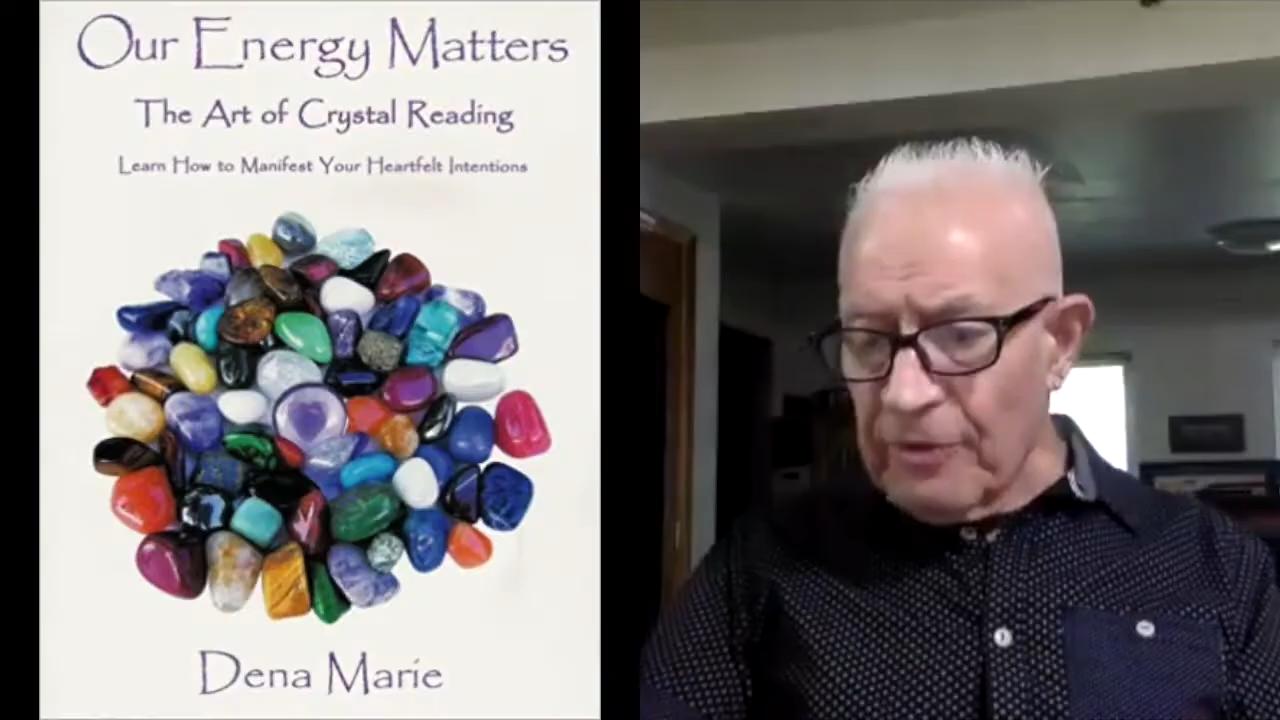 Our Energy Matters
The Art of Crystal Reading
Learn How to Manifest Your Heartfelt Intentions
Dena Marie